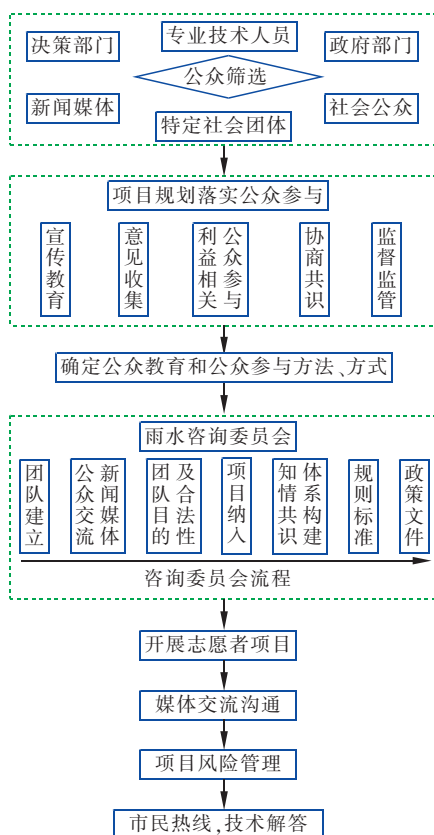 决策部门
专业技术人员
政府部门
公众筛选
新闻媒体
社会公众
特定社会团体
项目规划落实公众参与
宣传教育
意见收集
利益相关
公众参与
协商共识
监督监管
确定公众教育和公众参与方法、方式
雨水咨询委员会
团队建立
公众交流
新闻媒体
团队目的
及合法性
项目纳入
知情共识
体系构建
规则标准
政策文件
咨询委员会流程
开展志愿者项目
媒体交流沟通
项目风险管理
市民热线,技术解答